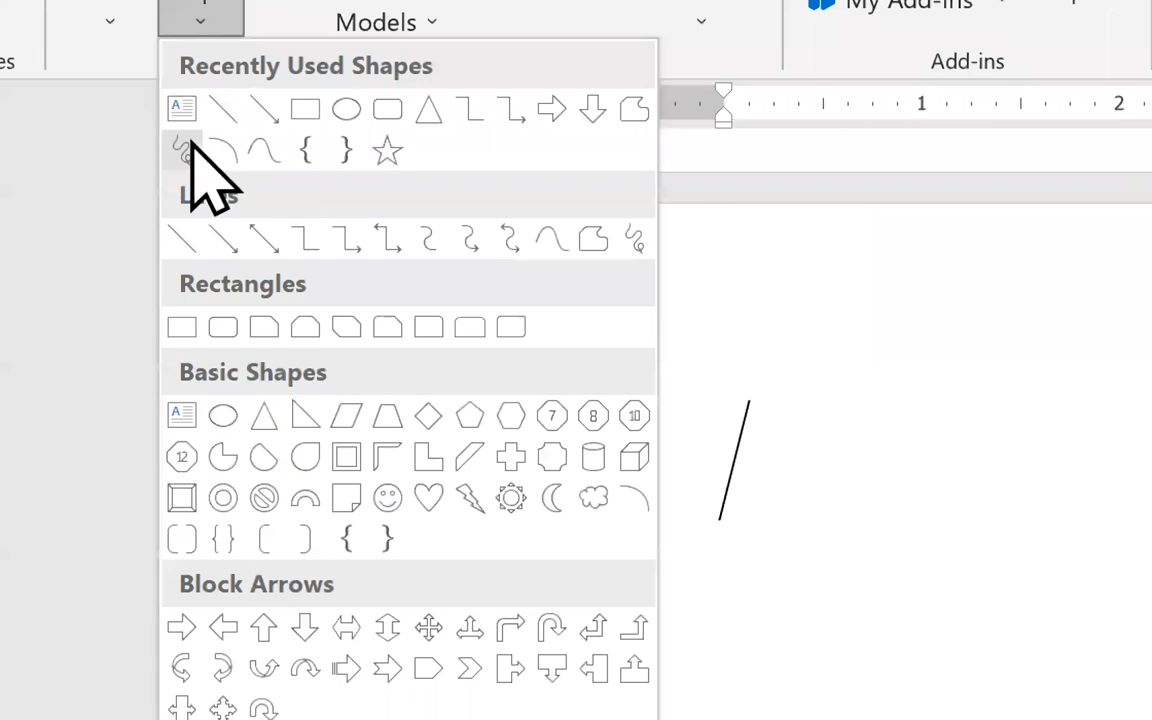 Models
My Add-ins
es
Add-ins
Recently Used Shapes
A
1 2
Rectangles
Basic Shapes
A 7 8 10
12
Block Arrows